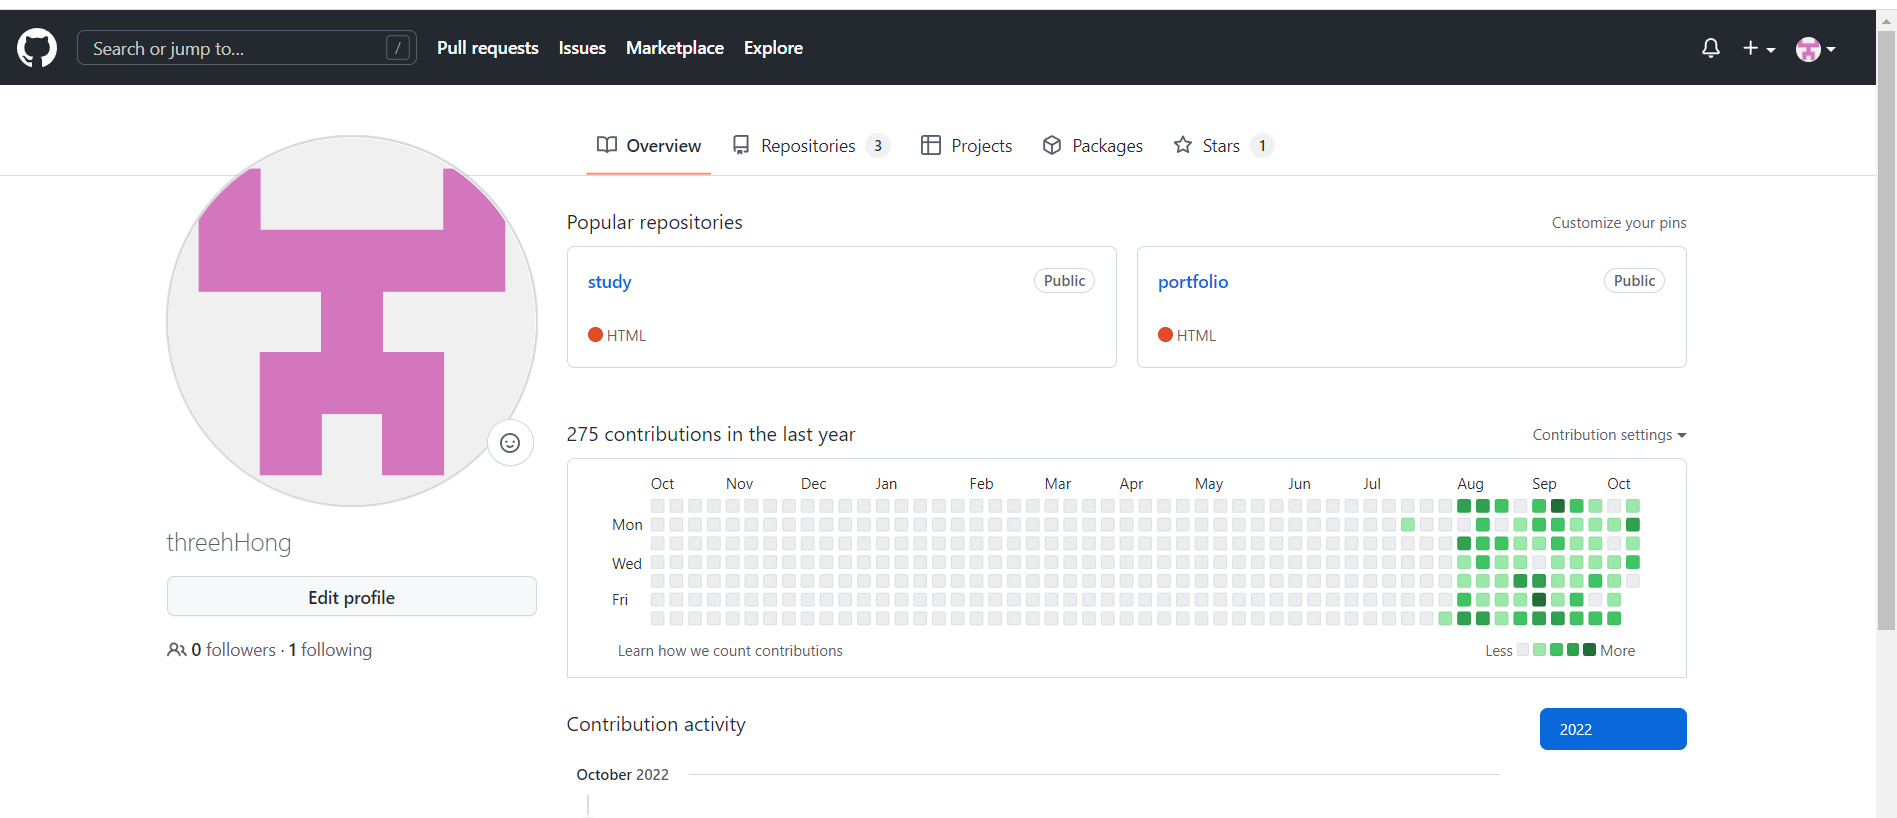 Search or jump to... /
Pull requests Issues Marketplace Explore
Overview Repositories 3 Projects Packages Stars 1
Popular repositories Customize your pins
study Public
HTML
portfolio Public
HTML
275 contributions in the last year Contribution settings
Oct Nov Dec Jan Feb Mar Apr May Jun Jul Aug Sep Oct
Mon
Wed
Fri
Learn how we count contributions Less More
threehHong
Edit profile
0 followers · 1 following
Contribution activity 2022
October 2022